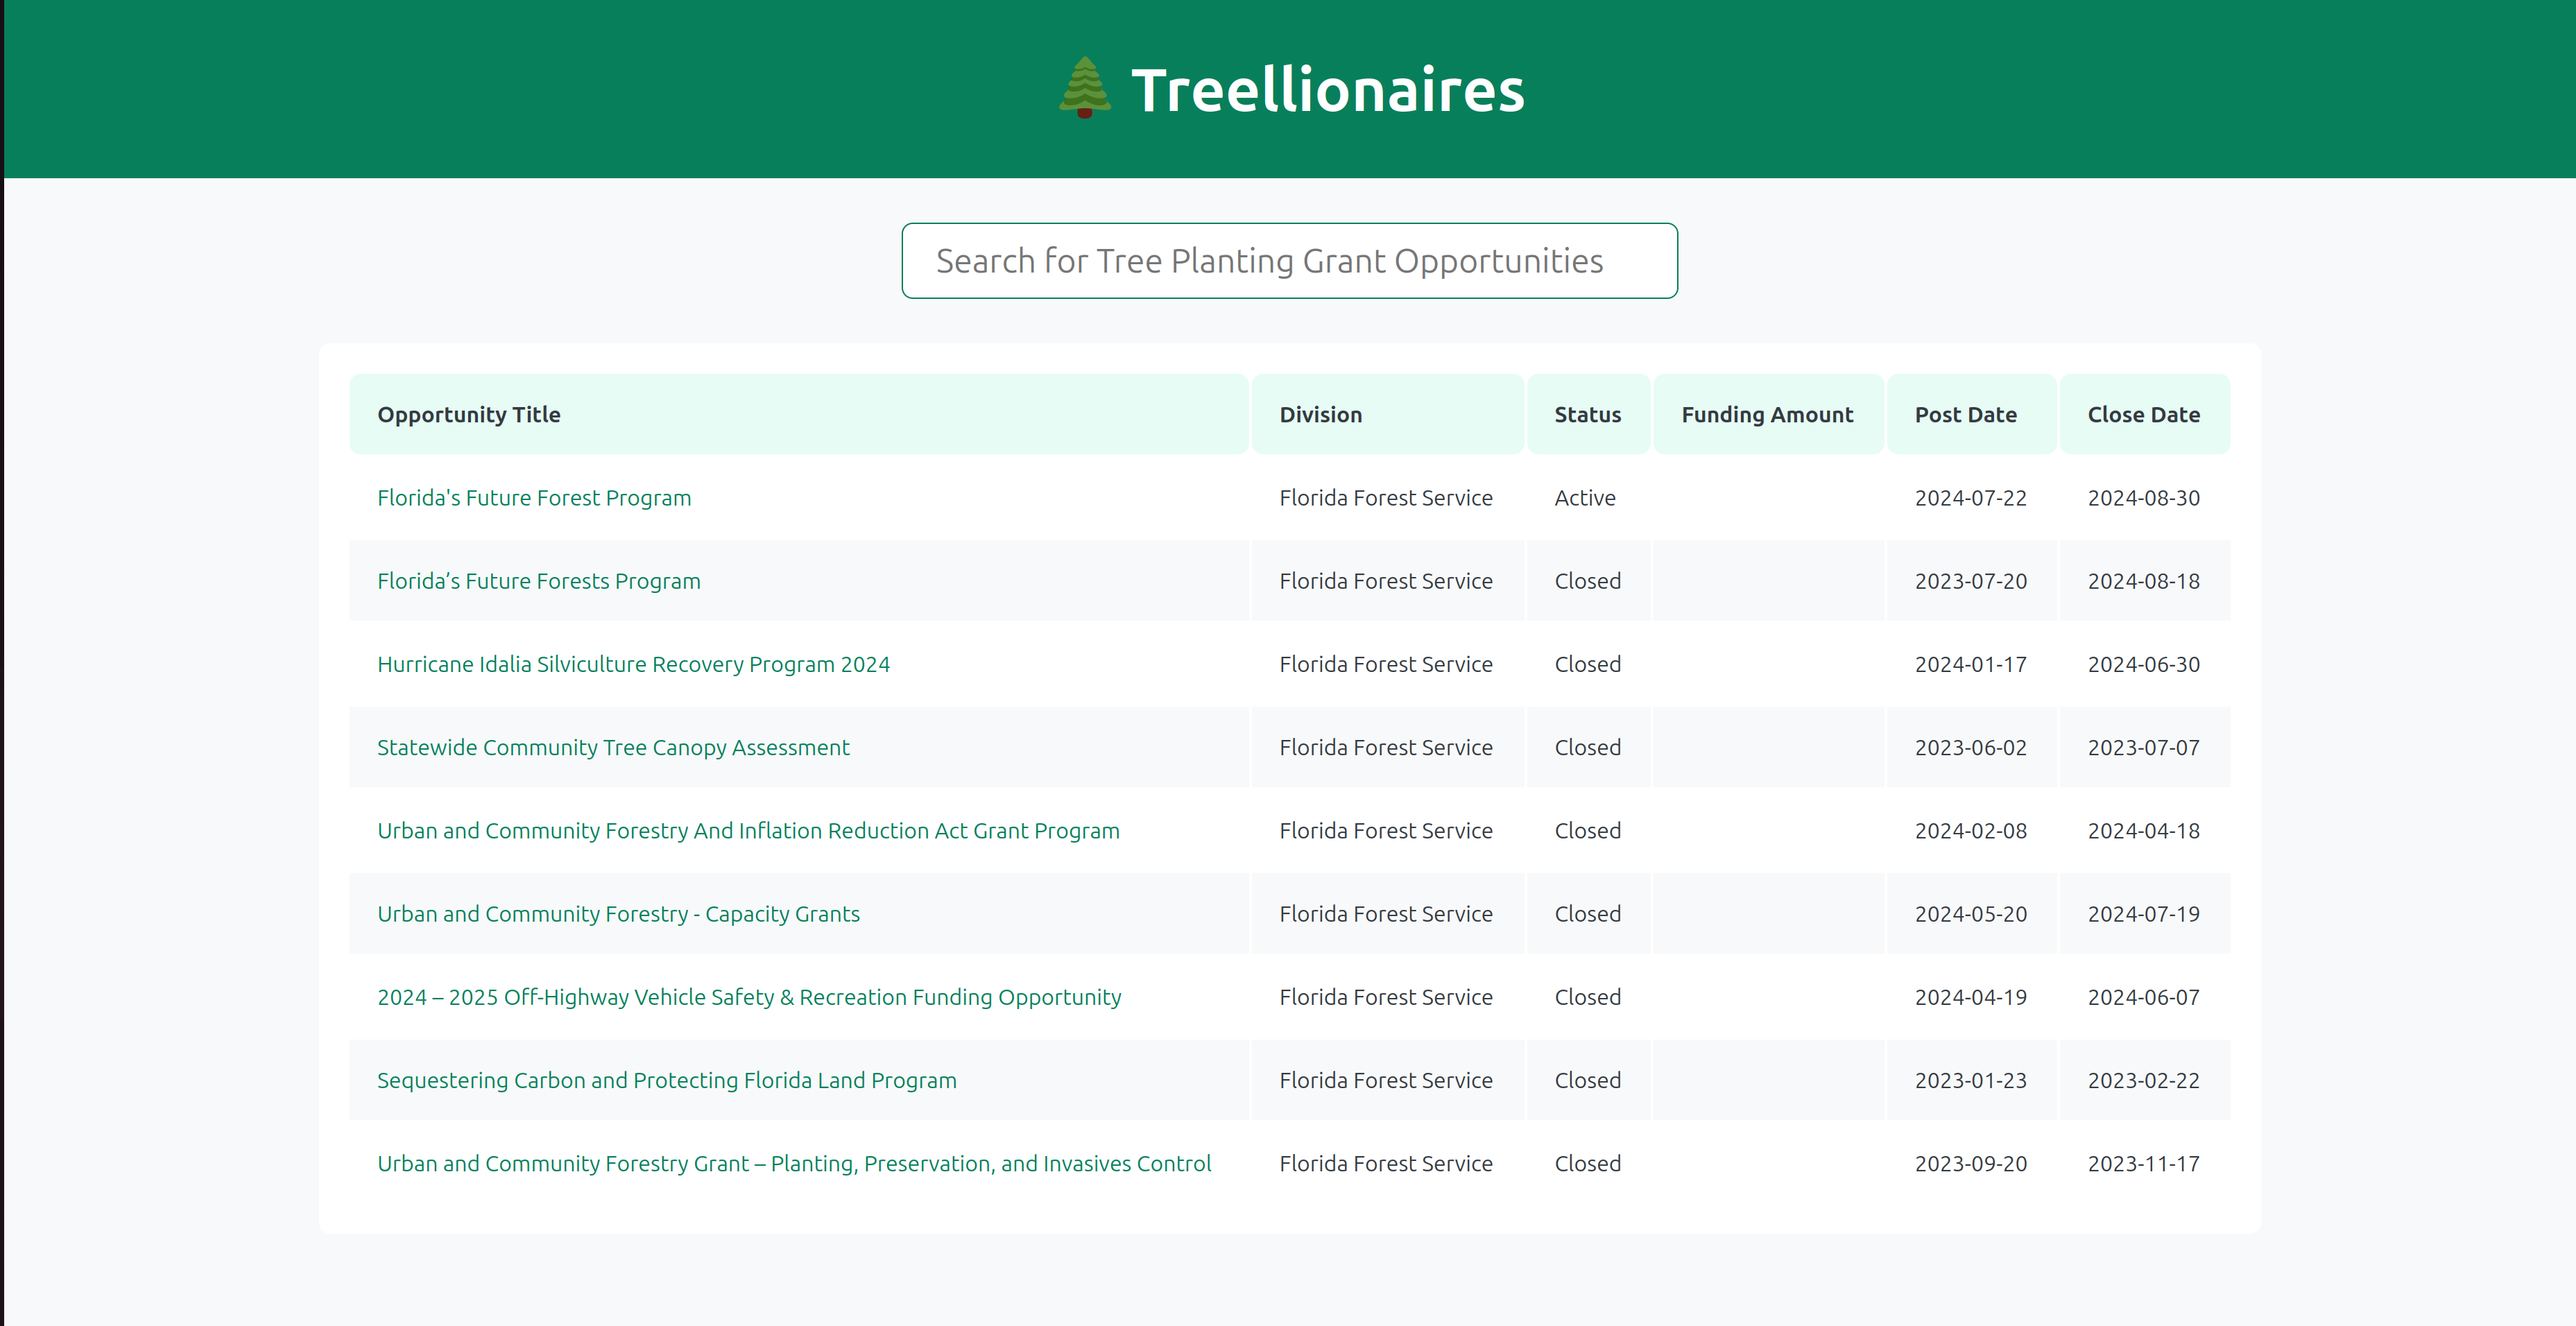 Treellionaires
Search for Tree Planting Grant Opportunities
Opportunity Title Division Status Funding Amount Post Date Close Date
Florida's Future Forest Program Florida Forest Service Active 2024-07-22 2024-08-30
Florida’s Future Forests Program Florida Forest Service Closed 2023-07-20 2024-08-18
Hurricane Idalia Silviculture Recovery Program 2024 Florida Forest Service Closed 2024-01-17 2024-06-30
Statewide Community Tree Canopy Assessment Florida Forest Service Closed 2023-06-02 2023-07-07
Urban and Community Forestry And Inflation Reduction Act Grant Program Florida Forest Service Closed 2024-02-08 2024-04-18
Urban and Community Forestry - Capacity Grants Florida Forest Service Closed 2024-05-20 2024-07-19
2024 – 2025 Off-Highway Vehicle Safety & Recreation Funding Opportunity Florida Forest Service Closed 2024-04-19 2024-06-07
Sequestering Carbon and Protecting Florida Land Program Florida Forest Service Closed 2023-01-23 2023-02-22
Urban and Community Forestry Grant – Planting, Preservation, and Invasives Control Florida Forest Service Closed 2023-09-20 2023-11-17